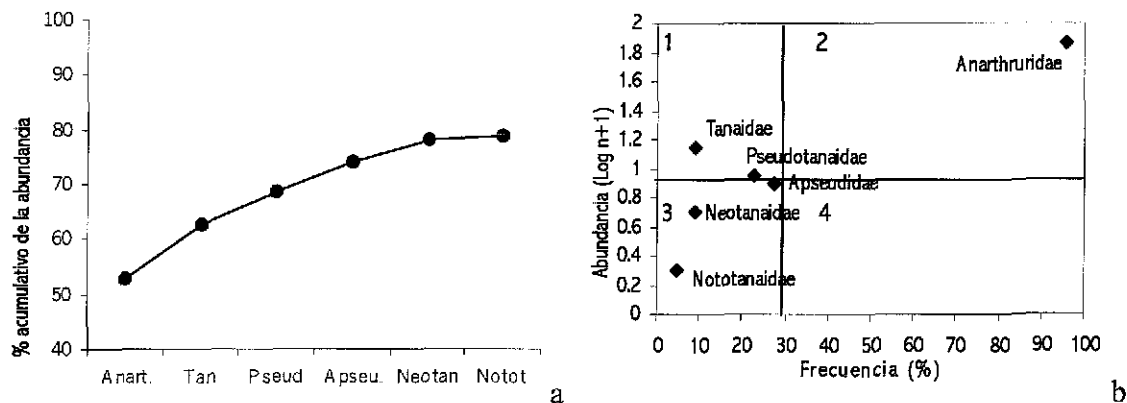 % acumulativo de la abundancia
100
90
80
70
60
50
40
Anart.
Tan
Pseud
Apseu.
Neotan
Notot
a
Abundancia (Log n+1)
2
1.8
1.6
1.4
1.2
1
0.8
0.6
0.4
0.2
0
1
2
Anarthruridae
Tanaidae
Pseudotanaidae
Apseudidae
3
Neotanaidae
4
Nototanaidae
0 10 20 30 40 50 60 70 80 90 100
Frecuencia (%)
b